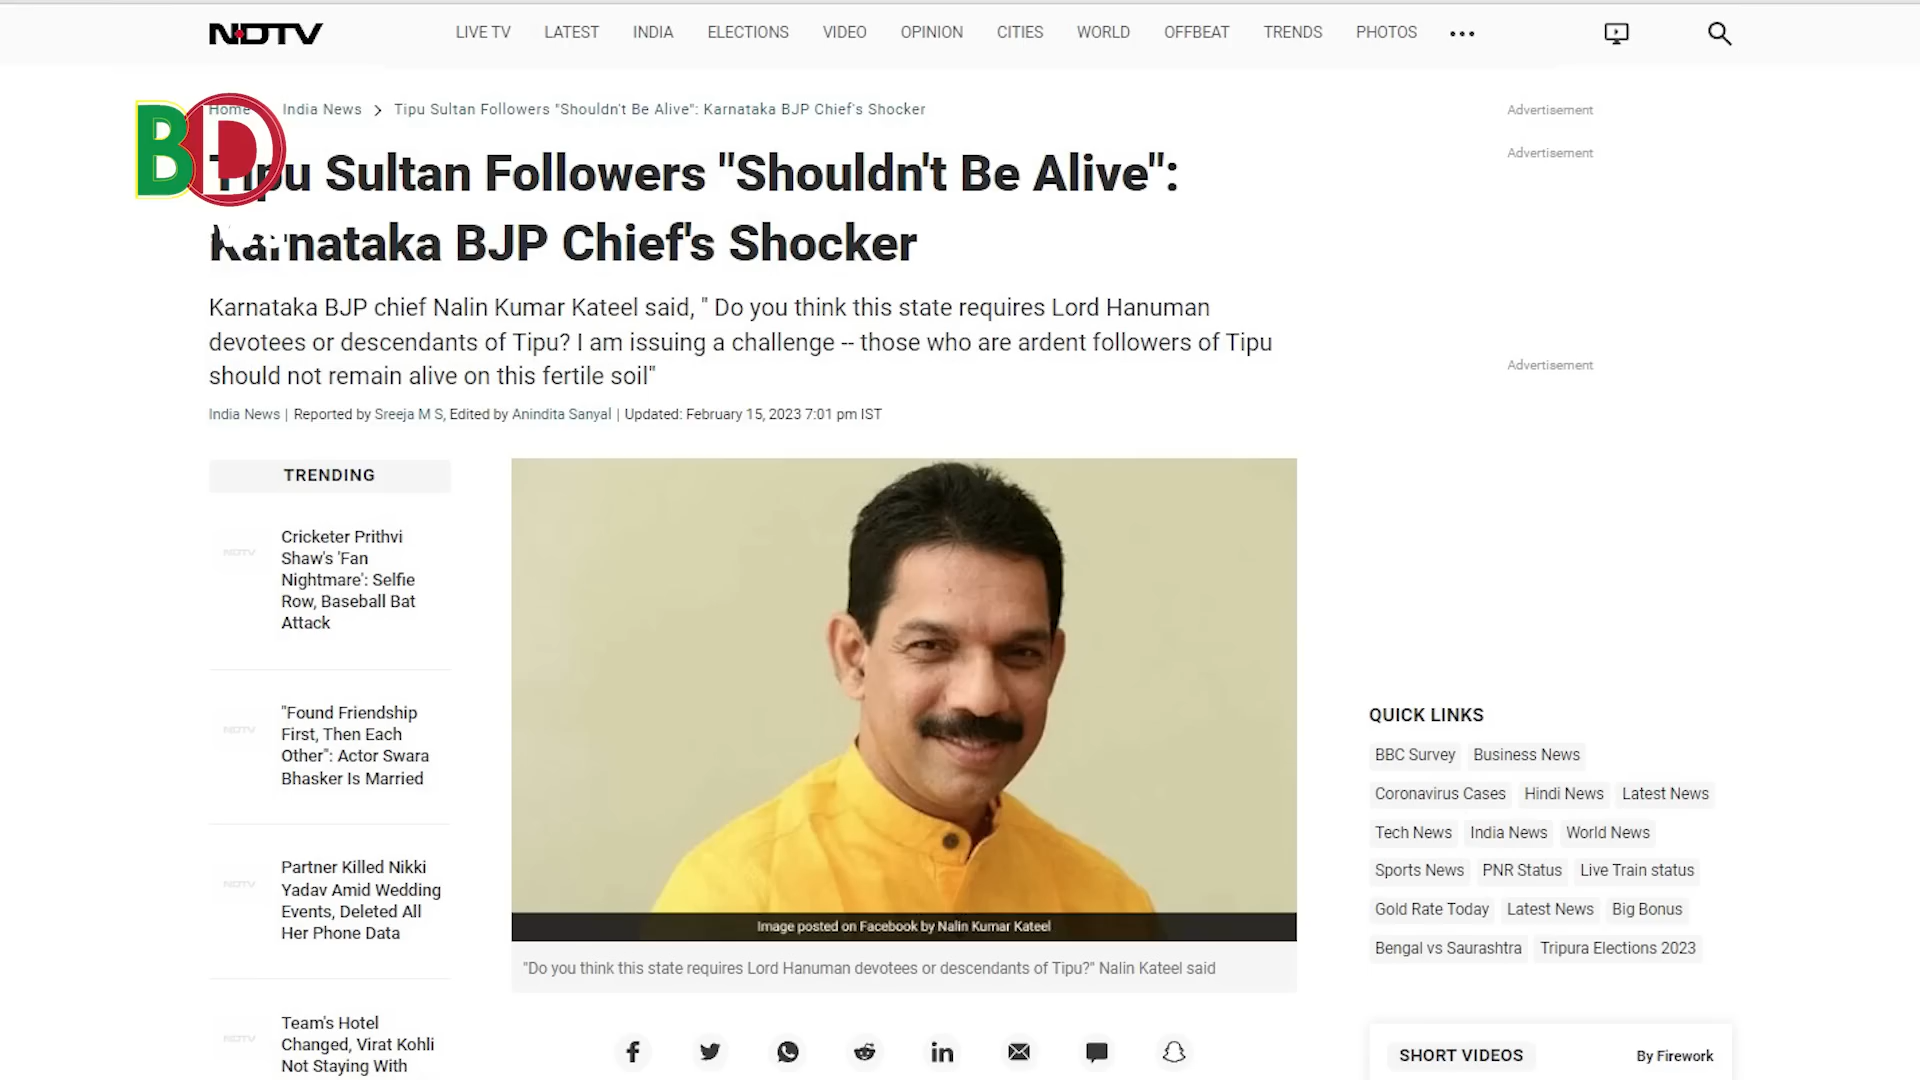 NDTV
LIVE TV LATEST INDIA ELECTIONS VIDEO OPINION CITIES WORLD OFFBEAT TRENDS PHOTOS
BD
Home India News Tipu Sultan Followers "Shouldn't Be Alive": Karnataka BJP Chief's Shocker
Tipu Sultan Followers "Shouldn't Be Alive":
Karnataka BJP Chief's Shocker
Karnataka BJP chief Nalin Kumar Kateel said, " Do you think this state requires Lord Hanuman
devotees or descendants of Tipu? I am issuing a challenge -- those who are ardent followers of Tipu
should not remain alive on this fertile soil"
India News | Reported by Sreeja M S, Edited by Anindita Sanyal | Updated: February 15, 2023 7:01 pm IST
TRENDING
NDTV
Cricketer Prithvi
Shaw's 'Fan
Nightmare': Selfie
Row, Baseball Bat
Attack
NDTV
"Found Friendship
First, Then Each
Other": Actor Swara
Bhasker Is Married
NDTV
Partner Killed Nikki
Yadav Amid Wedding
Events, Deleted All
Her Phone Data
NDTV
Team's Hotel
Changed, Virat Kohli
Not Staying With
Image posted on Facebook by Nalin Kumar Kateel
"Do you think this state requires Lord Hanuman devotees or descendants of Tipu?" Nalin Kateel said
Advertisement
Advertisement
Advertisement
QUICK LINKS
BBC Survey Business News
Coronavirus Cases Hindi News Latest News
Tech News India News World News
Sports News PNR Status Live Train status
Gold Rate Today Latest News Big Bonus
Bengal vs Saurashtra Tripura Elections 2023
SHORT VIDEOS By Firework